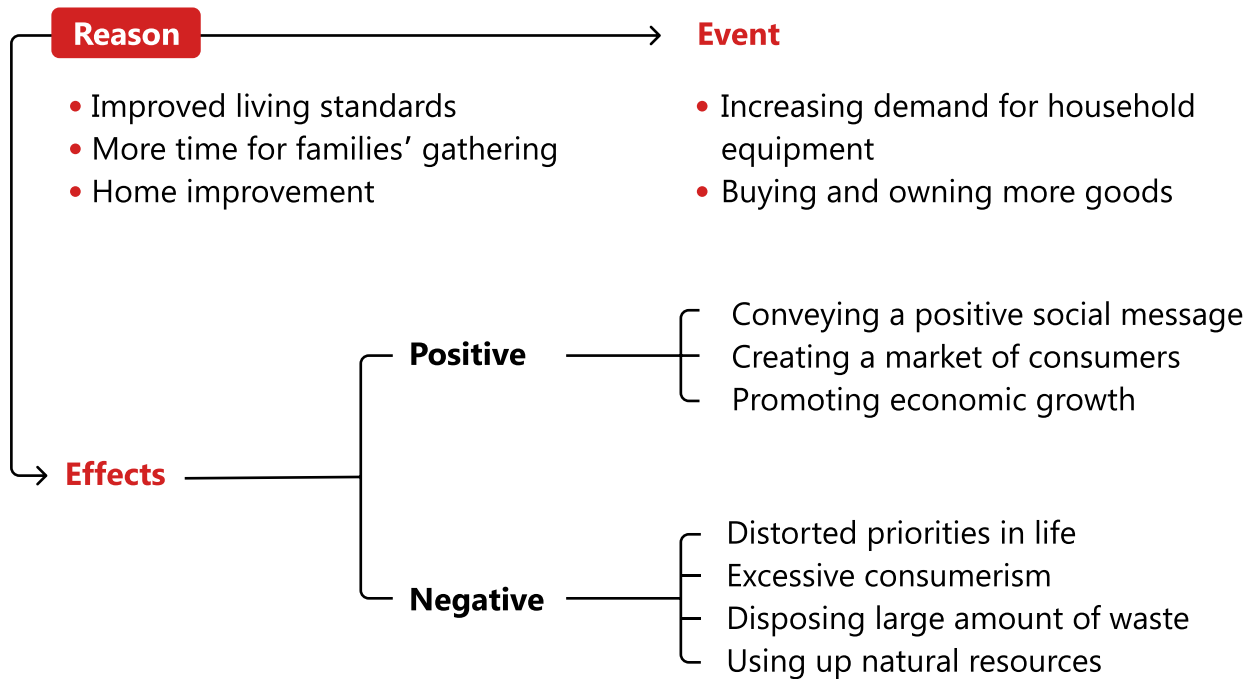 Reason
Event
• Improved living standards
• More time for families’ gathering
• Home improvement
• Increasing demand for household
equipment
• Buying and owning more goods
Effects
Positive
Conveying a positive social message
Creating a market of consumers
Promoting economic growth
Negative
Distorted priorities in life
Excessive consumerism
Disposing large amount of waste
Using up natural resources